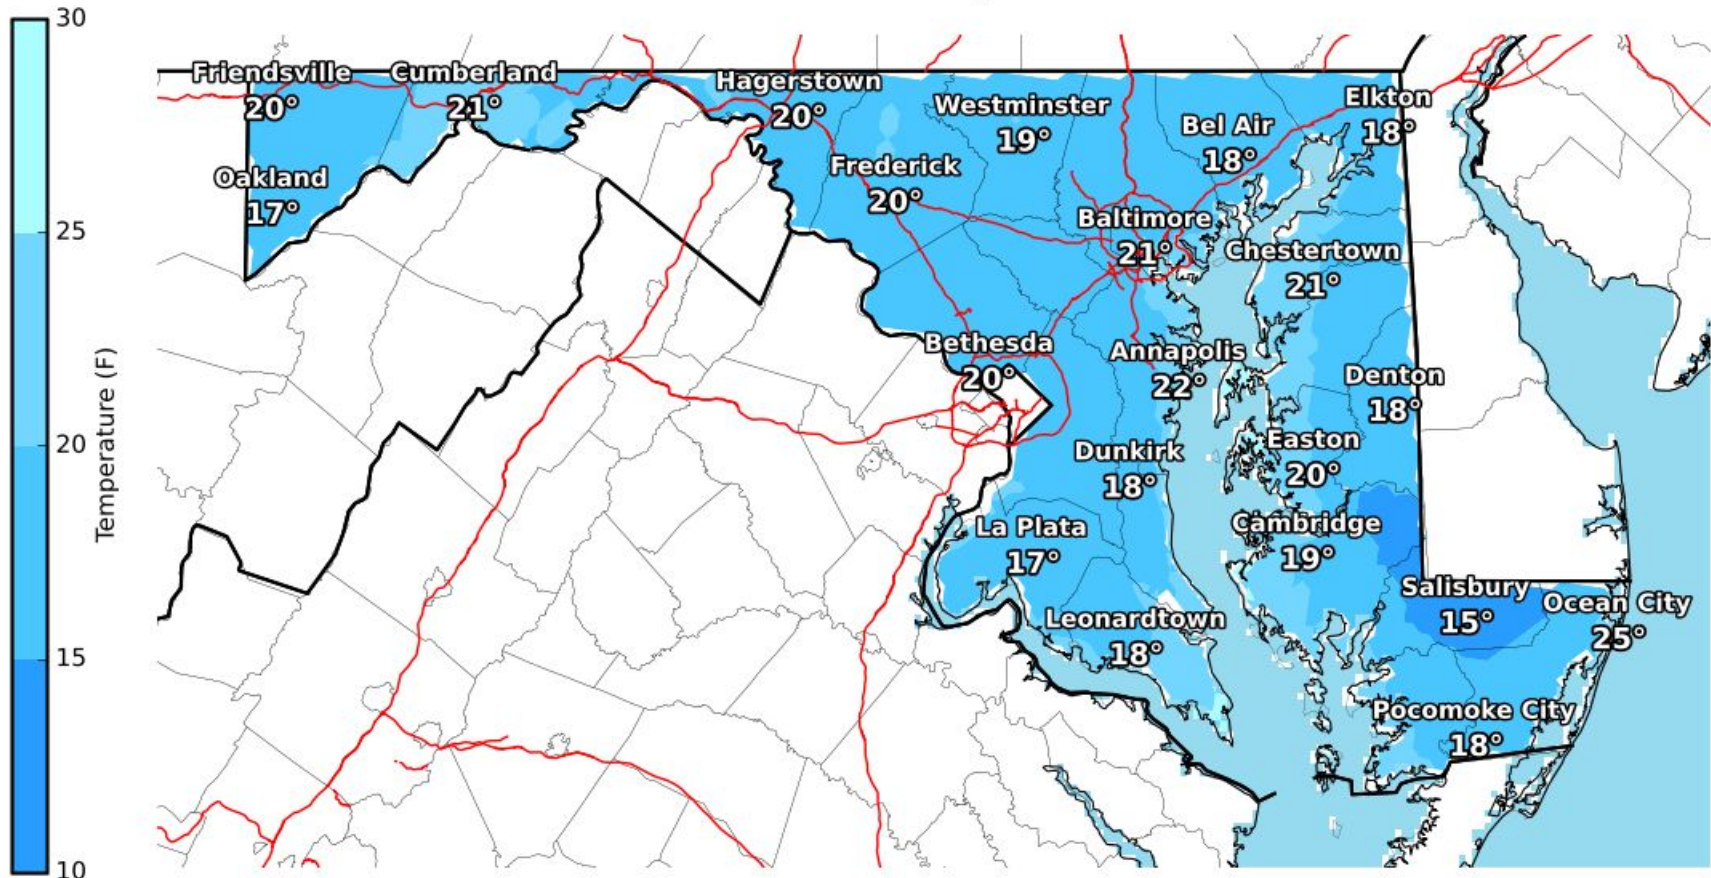 30
25
20
15
10
Temperature (F)
Friendsville
20°
Cumberland
21°
Hagerstown
20°
Westminster
19°
Elkton
18°
Bel Air
18°
Oakland
17°
Frederick
20°
Baltimore
21°
Chestertown
21°
Bethesda
20°
Annapolis
22°
Denton
18°
Dunkirk
18°
Easton
20°
La Plata
17°
Cambridge
19°
Salisbury
15°
Ocean City
25°
Leonardtown
18°
Pocomoke City
18°